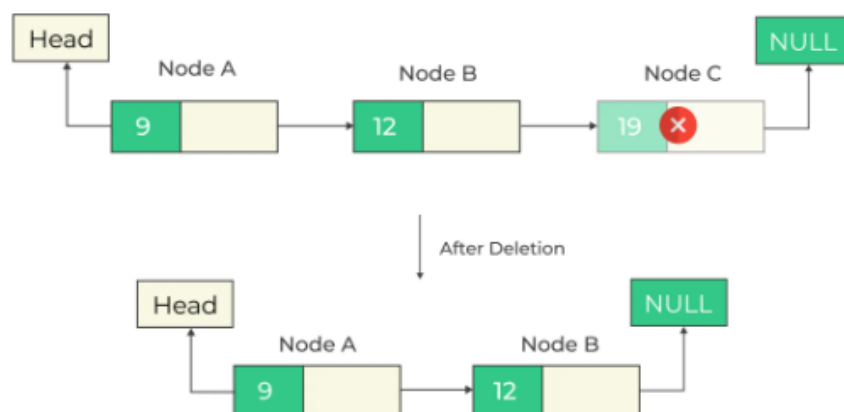 Head
NULL
Node A
Node B
Node C
9
12
19
After Deletion
Head
NULL
Node A
Node B
9
12